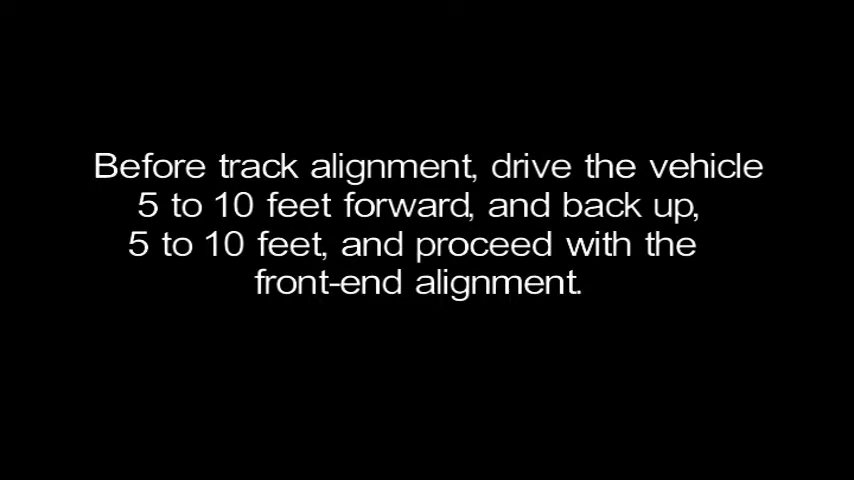 Before track alignment, drive the vehicle
5 to 10 feet forward, and back up,
5 to 10 feet, and proceed with the
front-end alignment.